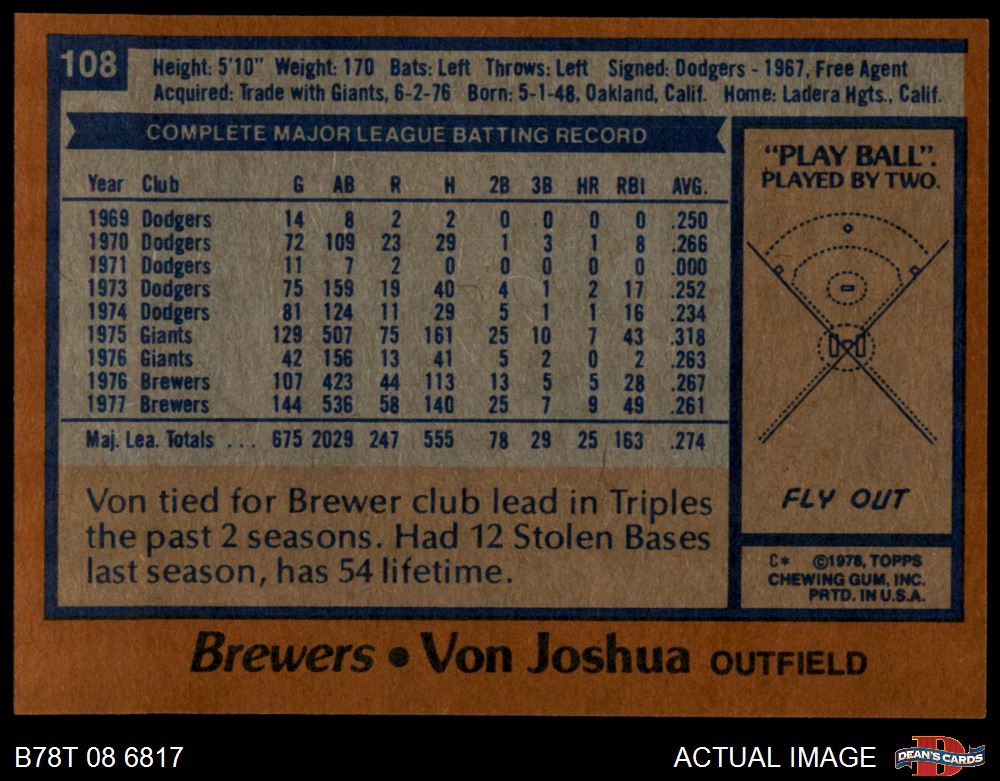 108
Height: 5'10" Weight: 170 Bats: Left Throws: Left Signed: Dodgers - 1967, Free Agent
Acquired: Trade with Giants, 6-2-76 Born: 5-1-48, Oakland, Calif. Home: Ladera Hgts., Calif.
COMPLETE MAJOR LEAGUE BATTING RECORD
Year Club G AB R H 2B 3B HR RBI AVG.
1969 Dodgers 14 8 2 2 0 0 0 0 .250
1970 Dodgers 72 109 23 29 1 3 1 8 .266
1971 Dodgers 11 7 2 0 0 0 0 0 .000
1973 Dodgers 75 159 19 40 4 1 2 17 .252
1974 Dodgers 81 124 11 29 5 1 1 16 .234
1975 Giants 129 507 75 161 25 10 7 43 .318
1976 Giants 42 156 13 41 5 2 0 2 .263
1976 Brewers 107 423 44 113 13 5 5 28 .267
1977 Brewers 144 536 58 140 25 7 9 49 .261
Maj. Lea. Totals ... 675 2029 247 555 78 29 25 163 .274
Von tied for Brewer club lead in Triples
the past 2 seasons. Had 12 Stolen Bases
last season, has 54 lifetime.
"PLAY BALL".
PLAYED BY TWO.
FLY OUT
C* ©1978, TOPPS
CHEWING GUM, INC.
PRTD. IN U.S.A.
Brewers • Von Joshua OUTFIELD
B78T 08 6817
ACTUAL IMAGE
D
DEAN'S CARDS